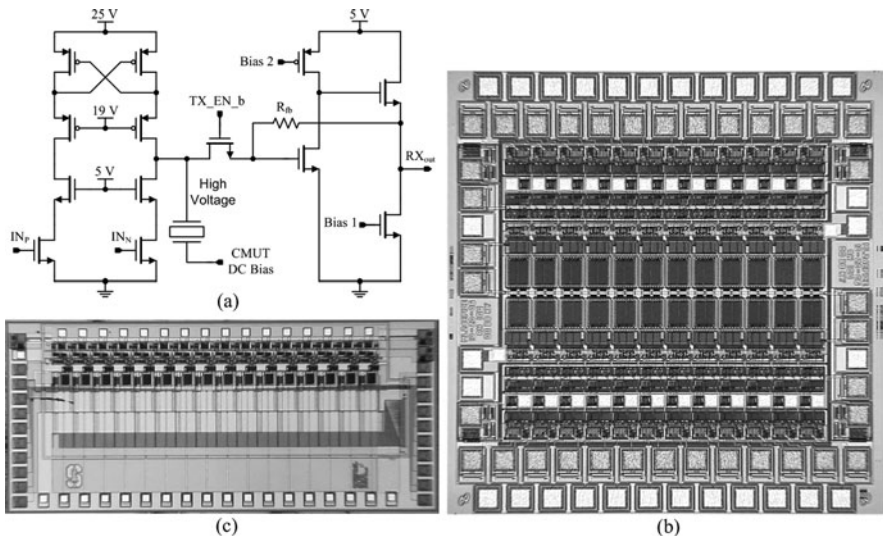 25 V
5 V
Bias 2
TX_EN_b
R_fb
19 V
RX_out
5 V
High
Voltage
Bias 1
IN_P
IN_N
CMUT
DC Bias
(a)
(c)
(b)